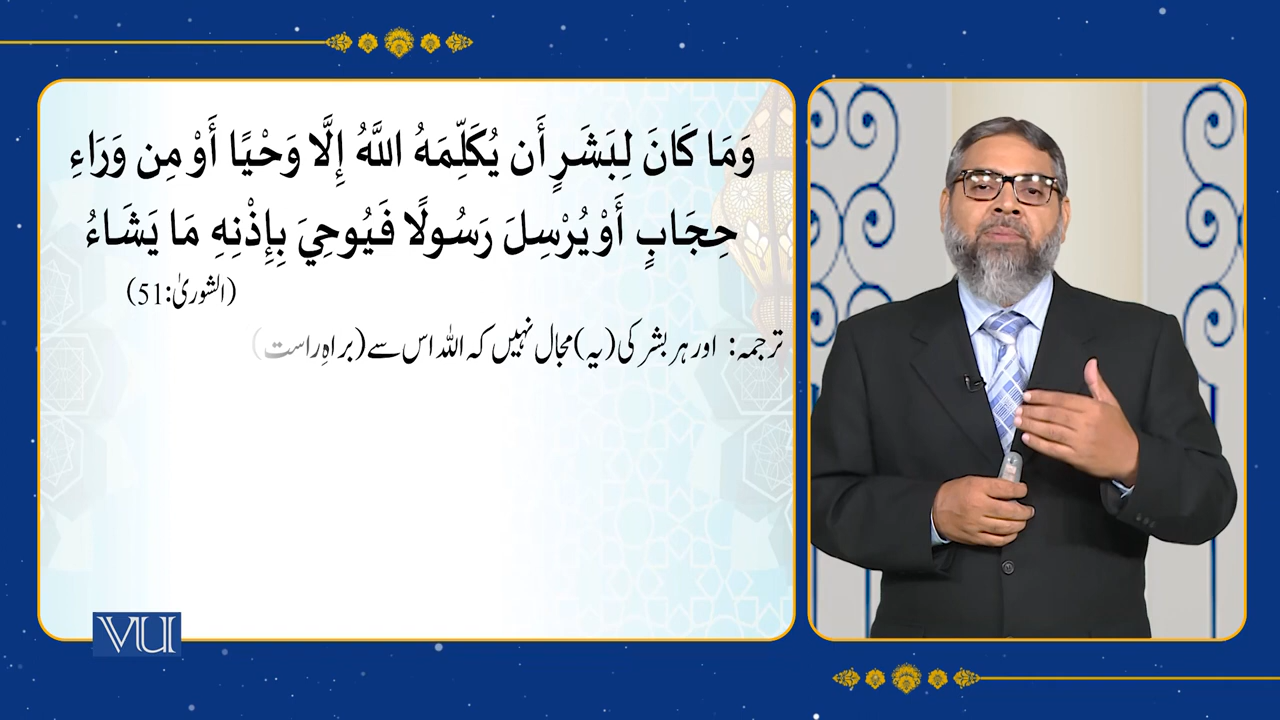 وَمَا كَانَ لِبَشَرٍ أَن يُكَلِّمَهُ اللَّهُ إِلَّا وَحْيًا أَوْ مِن وَرَاءِ
حِجَابٍ أَوْ يُرْسِلَ رَسُولًا فَيُوحِيَ بِإِذْنِهِ مَا يَشَاءُ
(الشوریٰ:51)
ترجمہ: اور ہر بشر کی (یہ) مجال نہیں کہ اللہ اس سے (براہِ راست)
VU